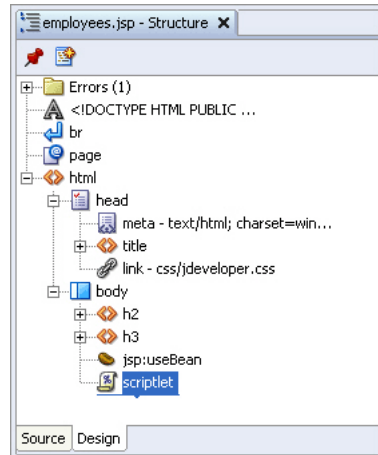 employees.jsp - Structure
Errors (1)
<!DOCTYPE HTML PUBLIC ...
br
page
html
head
meta - text/html; charset=win...
title
link - css/jdeveloper.css
body
h2
h3
jsp:useBean
scriptlet
Source Design